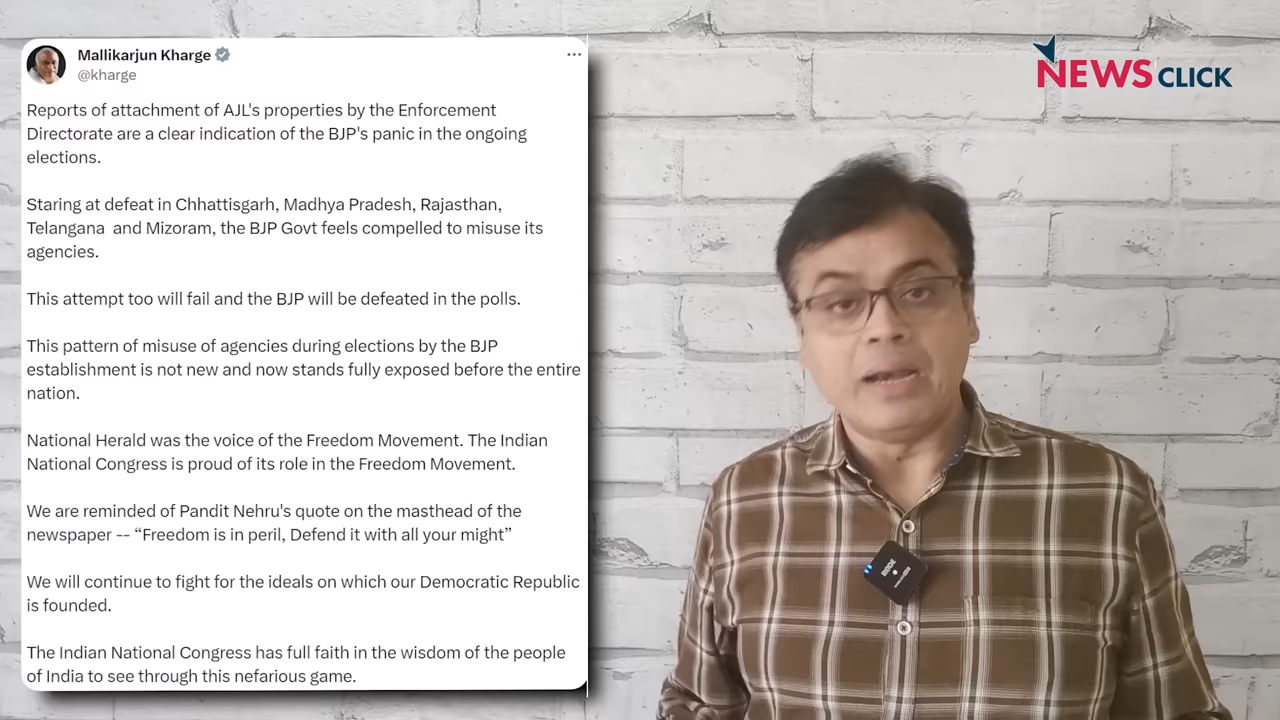 Mallikarjun Kharge
@kharge
Reports of attachment of AJL's properties by the Enforcement
Directorate are a clear indication of the BJP's panic in the ongoing
elections.
Staring at defeat in Chhattisgarh, Madhya Pradesh, Rajasthan,
Telangana and Mizoram, the BJP Govt feels compelled to misuse its
agencies.
This attempt too will fail and the BJP will be defeated in the polls.
This pattern of misuse of agencies during elections by the BJP
establishment is not new and now stands fully exposed before the entire
nation.
National Herald was the voice of the Freedom Movement. The Indian
National Congress is proud of its role in the Freedom Movement.
We are reminded of Pandit Nehru's quote on the masthead of the
newspaper -- “Freedom is in peril, Defend it with all your might”
We will continue to fight for the ideals on which our Democratic Republic
is founded.
The Indian National Congress has full faith in the wisdom of the people
of India to see through this nefarious game.
NEWS CLICK
RØDE